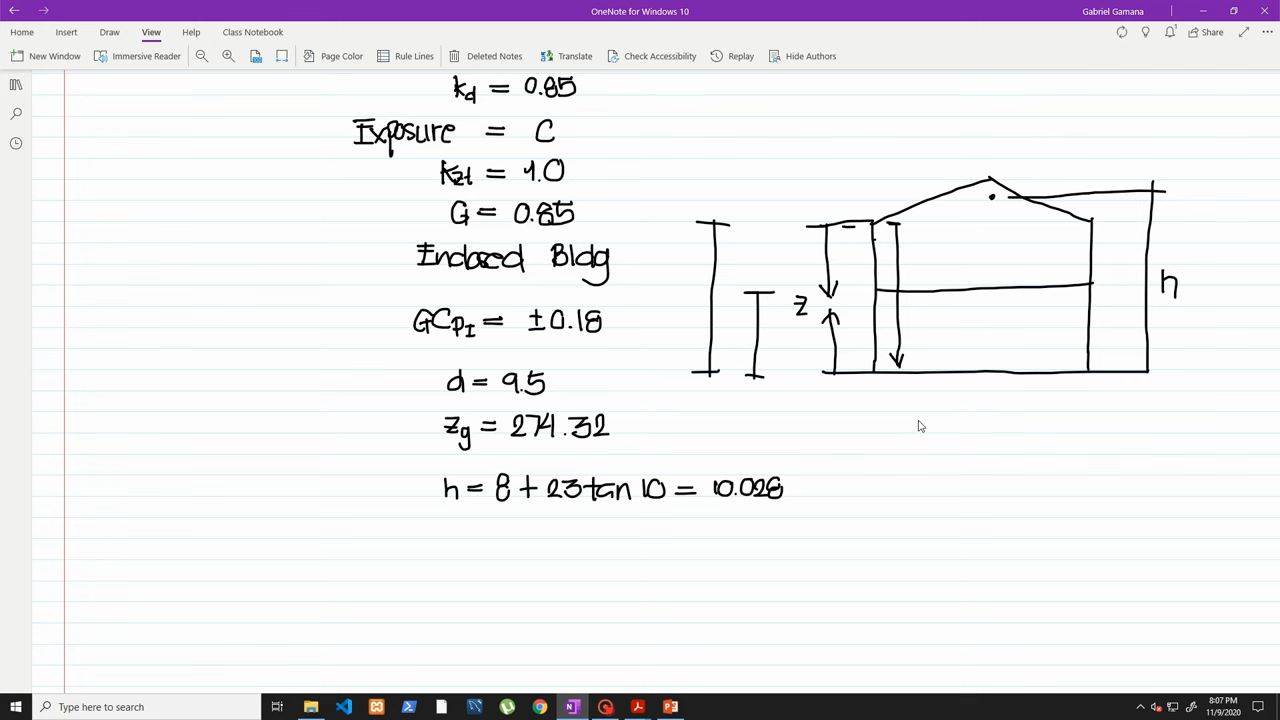 OneNote for Windows 10
Gabriel Gamana
Home Insert Draw View Help Class Notebook
Share
New Window Immersive Reader Page Color Rule Lines Deleted Notes Translate Check Accessibility Replay Hide Authors
kd = 0.85
Exposure = C
kzt = 1.0
G = 0.85
Enclosed Bldg
GCpI = ±0.18
d = 9.5
zg = 274.32
h = 8 + 23tan 10 = 10.028
z
h
Type here to search
8:07 PM
11/9/2020